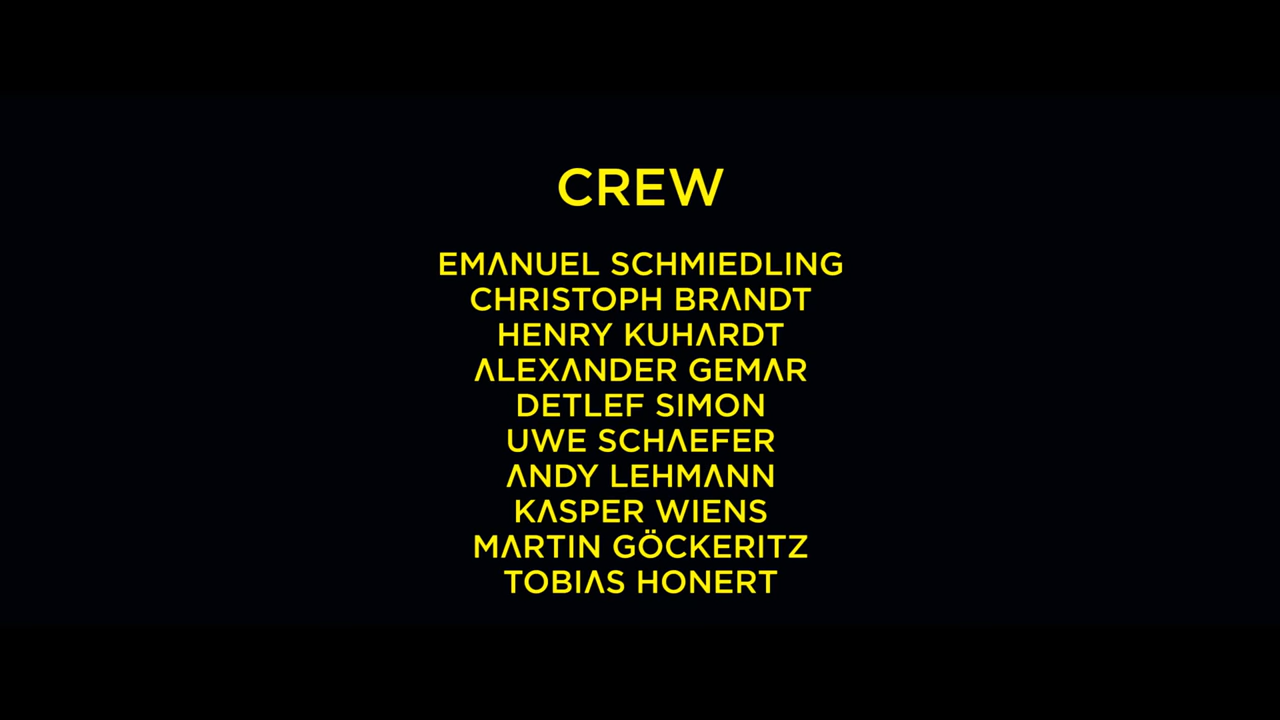 CREW
EMANUEL SCHMIEDLING
CHRISTOPH BRANDT
HENRY KUHARDT
ALEXANDER GEMAR
DETLEF SIMON
UWE SCHAEFER
ANDY LEHMANN
KASPER WIENS
MARTIN GÖCKERITZ
TOBIAS HONERT